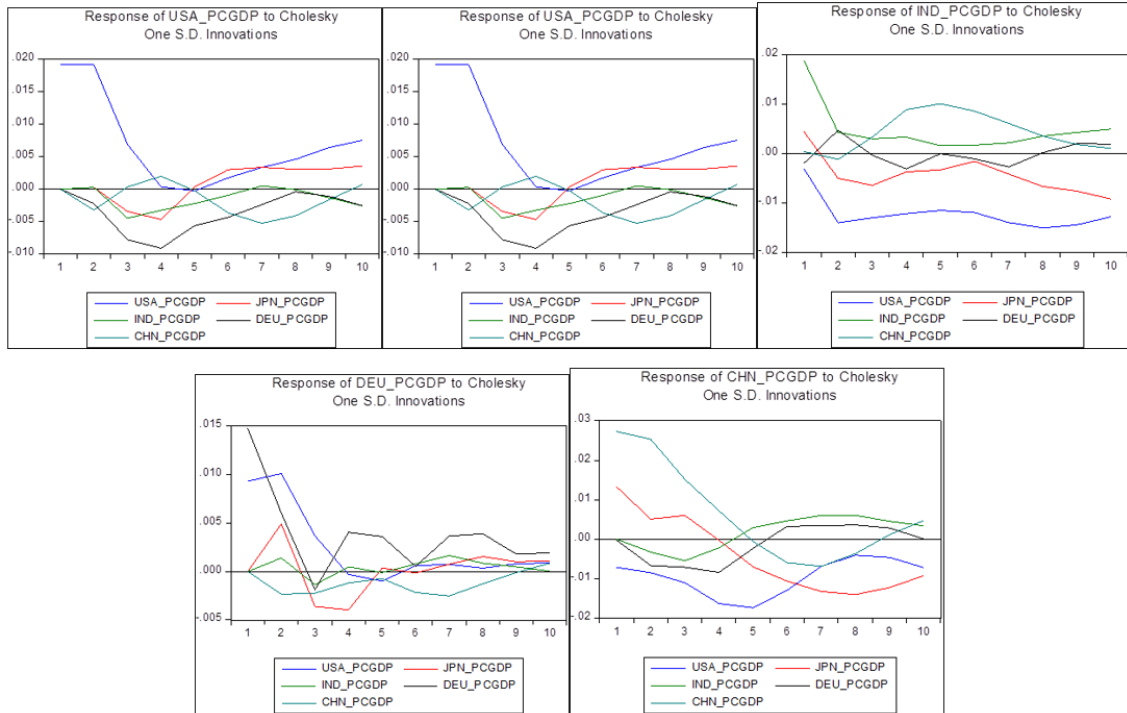 Response of USA_PCGDP to Cholesky
One S.D. Innovations
.020
.015
.010
.005
.000
-.005
-.010
1 2 3 4 5 6 7 8 9 10
USA_PCGDP JPN_PCGDP
IND_PCGDP DEU_PCGDP
CHN_PCGDP
Response of USA_PCGDP to Cholesky
One S.D. Innovations
.020
.015
.010
.005
.000
-.005
-.010
1 2 3 4 5 6 7 8 9 10
USA_PCGDP JPN_PCGDP
IND_PCGDP DEU_PCGDP
CHN_PCGDP
Response of IND_PCGDP to Cholesky
One S.D. Innovations
.02
.01
.00
-.01
-.02
1 2 3 4 5 6 7 8 9 10
USA_PCGDP JPN_PCGDP
IND_PCGDP DEU_PCGDP
CHN_PCGDP
Response of DEU_PCGDP to Cholesky
One S.D. Innovations
.015
.010
.005
.000
-.005
1 2 3 4 5 6 7 8 9 10
USA_PCGDP JPN_PCGDP
IND_PCGDP DEU_PCGDP
CHN_PCGDP
Response of CHN_PCGDP to Cholesky
One S.D. Innovations
.03
.02
.01
.00
-.01
-.02
1 2 3 4 5 6 7 8 9 10
USA_PCGDP JPN_PCGDP
IND_PCGDP DEU_PCGDP
CHN_PCGDP